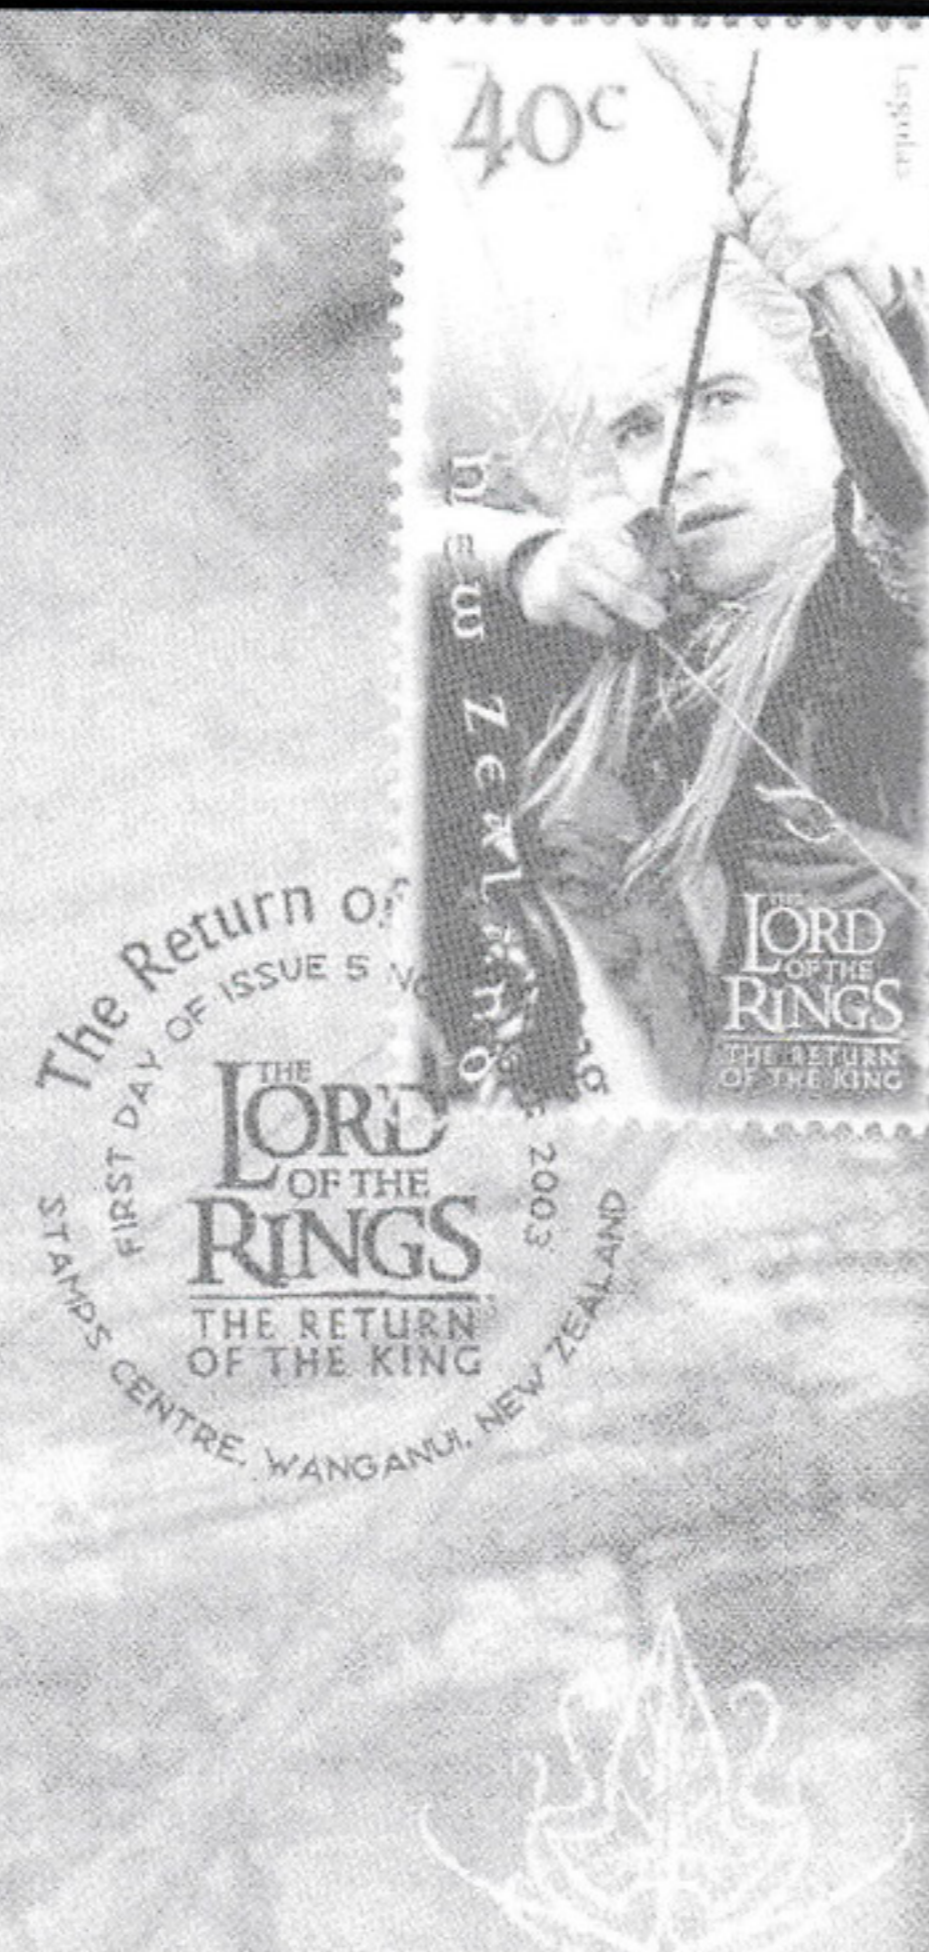 40c
Legolas
new zealand
THE
LORD
OF THE
RINGS
THE RETURN
OF THE KING
The Return of
FIRST DAY OF ISSUE 5 NO
2003
THE
LORD
OF THE
RINGS
THE RETURN
OF THE KING
STAMPS CENTRE, WANGANUI, NEW ZEALAND